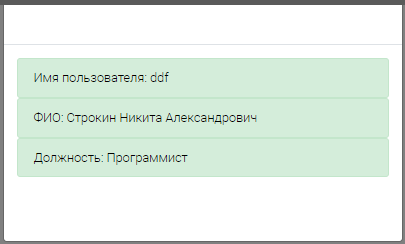 Имя пользователя: ddf
ФИО: Строкин Никита Александрович
Должность: Программист